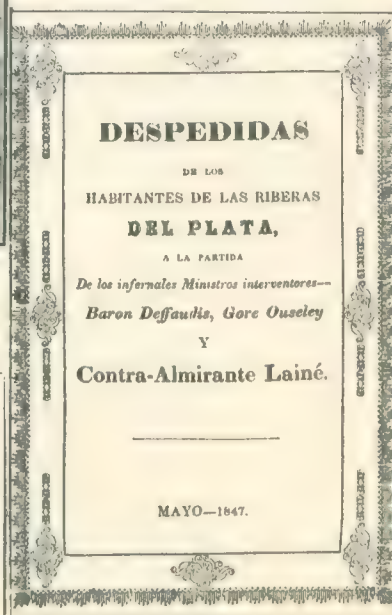 DESPEDIDAS
DE LOS
HABITANTES DE LAS RIBERAS
DEL PLATA,
A LA PARTIDA
De los infernales Ministros interventores—
Baron Deffaudis, Gore Ouseley
Y
Contra-Almirante Lainé.
MAYO—1847.